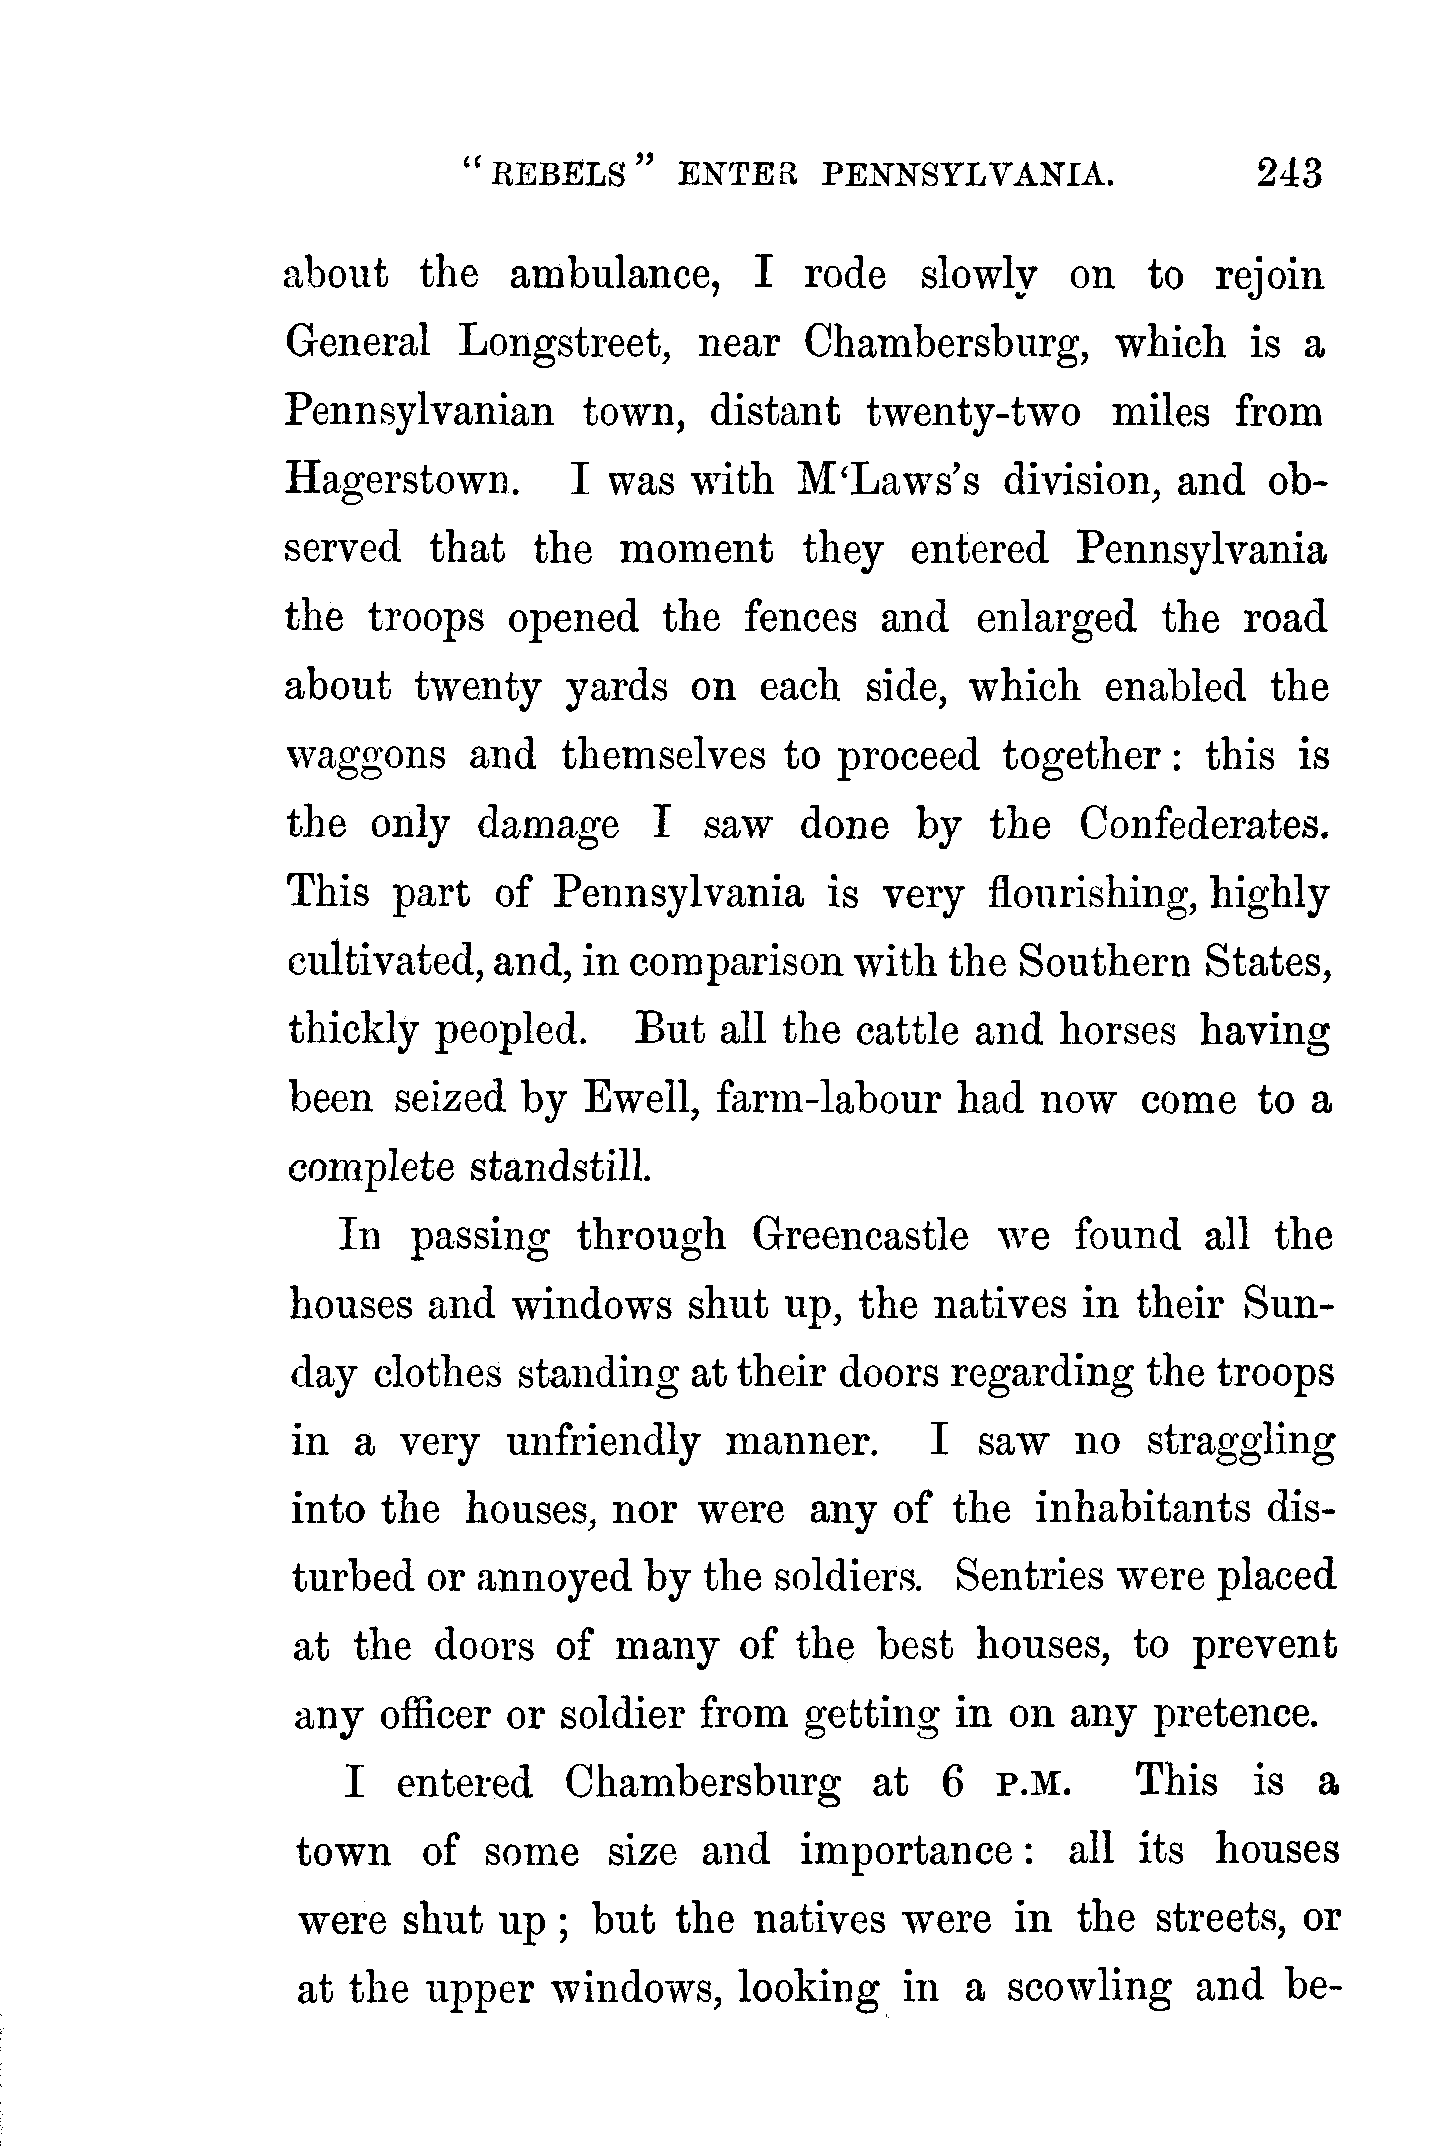 “REBELS” ENTER PENNSYLVANIA. 243
about the ambulance, I rode slowly on to rejoin
General Longstreet, near Chambersburg, which is a
Pennsylvanian town, distant twenty-two miles from
Hagerstown. I was with M‘Laws’s division, and ob-
served that the moment they entered Pennsylvania
the troops opened the fences and enlarged the road
about twenty yards on each side, which enabled the
waggons and themselves to proceed together: this is
the only damage I saw done by the Confederates.
This part of Pennsylvania is very flourishing, highly
cultivated, and, in comparison with the Southern States,
thickly peopled. But all the cattle and horses having
been seized by Ewell, farm-labour had now come to a
complete standstill.
In passing through Greencastle we found all the
houses and windows shut up, the natives in their Sun-
day clothes standing at their doors regarding the troops
in a very unfriendly manner. I saw no straggling
into the houses, nor were any of the inhabitants dis-
turbed or annoyed by the soldiers. Sentries were placed
at the doors of many of the best houses, to prevent
any officer or soldier from getting in on any pretence.
I entered Chambersburg at 6 P.M. This is a
town of some size and importance: all its houses
were shut up; but the natives were in the streets, or
at the upper windows, looking in a scowling and be-